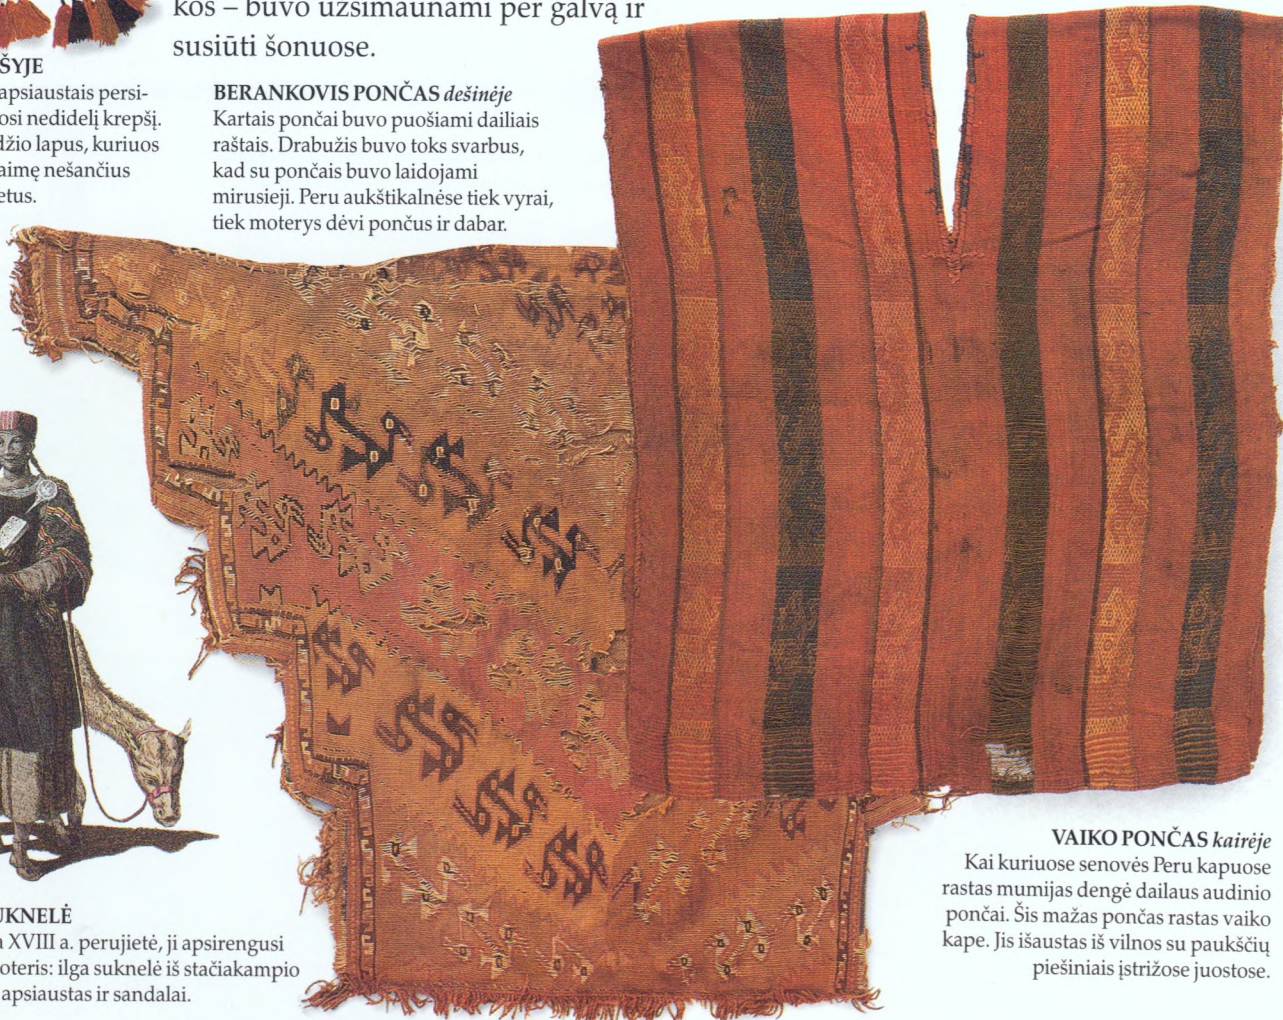 kos – buvo užsimaunami per galvą ir
susiūti šonuose.
ŠYJE
apsiaustais persi-
osi nedidelį krepšį.
džio lapus, kuriuos
aimę nešančius
etus.
BERANKOVIS PONČAS dešinėje
Kartais pončai buvo puošiami dailiais
raštais. Drabužis buvo toks svarbus,
kad su pončais buvo laidojami
mirusieji. Peru aukštikalnėse tiek vyrai,
tiek moterys dėvi pončus ir dabar.
UKNELĖ
a XVIII a. perujietė, ji apsirengusi
oteris: ilga suknelė iš stačiakampio
apsiaustas ir sandalai.
VAIKO PONČAS kairėje
Kai kuriuose senovės Peru kapuose
rastas mumijas dengė dailaus audinio
pončai. Šis mažas pončas rastas vaiko
kape. Jis išaustas iš vilnos su paukščių
piešiniais įstrižose juostose.